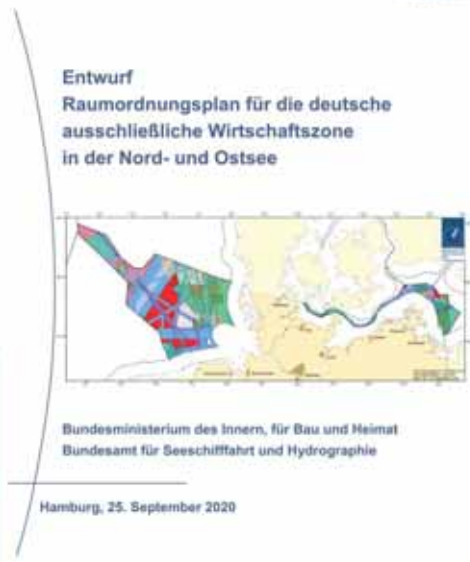 Entwurf
Raumordnungsplan für die deutsche
ausschließliche Wirtschaftszone
in der Nord- und Ostsee
Bundesministerium des Innern, für Bau und Heimat
Bundesamt für Seeschifffahrt und Hydrographie
Hamburg, 25. September 2020